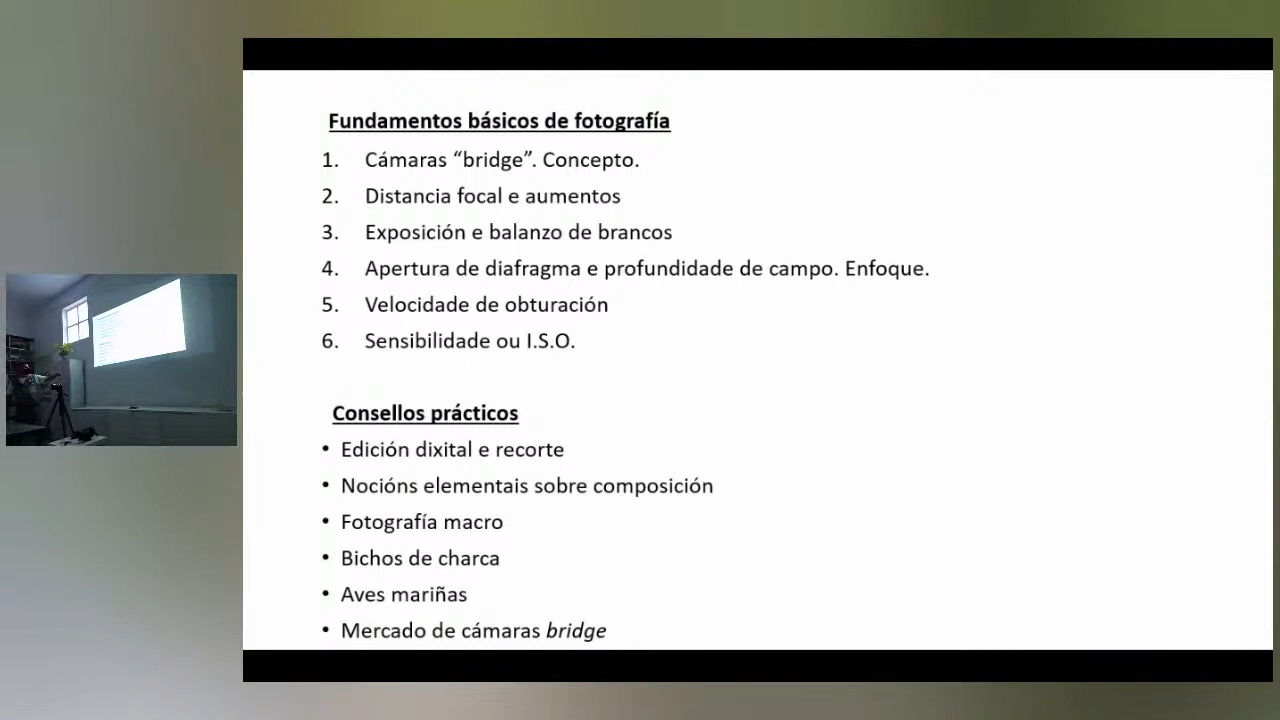 Fundamentos básicos de fotografía
1. Cámaras “bridge”. Concepto.
2. Distancia focal e aumentos
3. Exposición e balanzo de brancos
4. Apertura de diafragma e profundidade de campo. Enfoque.
5. Velocidade de obturación
6. Sensibilidade ou I.S.O.
Consellos prácticos
• Edición dixital e recorte
• Nocións elementais sobre composición
• Fotografía macro
• Bichos de charca
• Aves mariñas
• Mercado de cámaras bridge